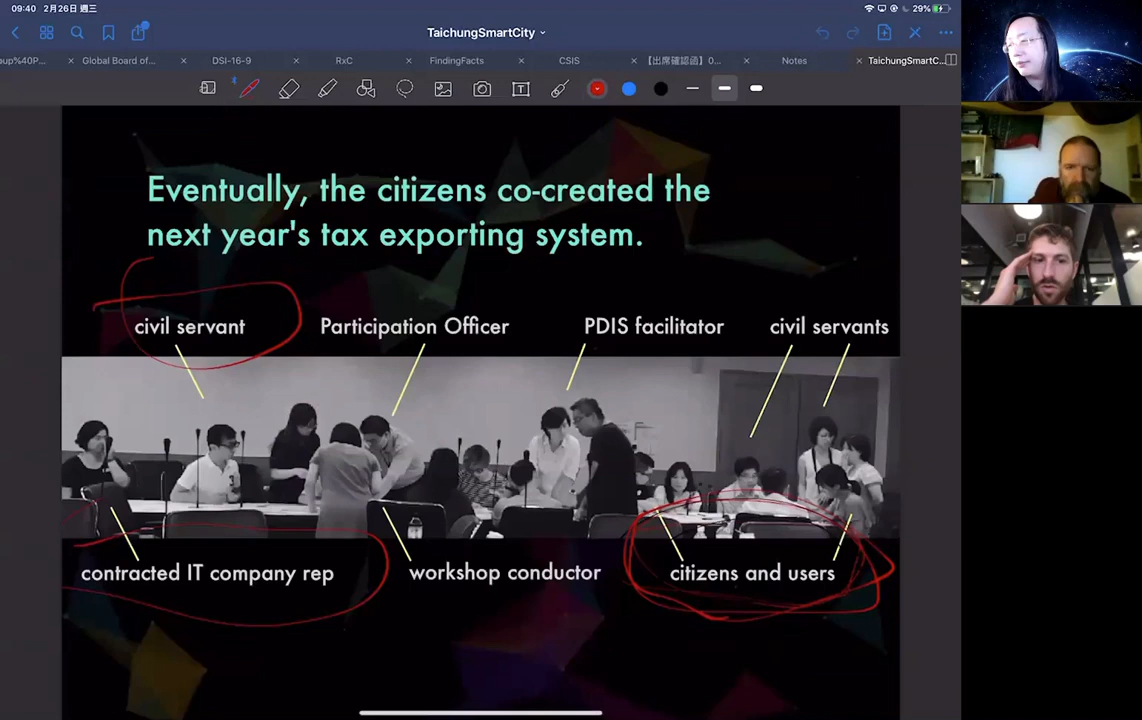 09:40 2月26日 週三
29%
TaichungSmartCity
Global Board of...
DSI-16-9
RxC
FindingFacts
CSIS
【出席確認函】0...
Notes
TaichungSmartC...
T
Eventually, the citizens co-created the
next year's tax exporting system.
civil servant
Participation Officer
PDIS facilitator
civil servants
contracted IT company rep
workshop conductor
citizens and users